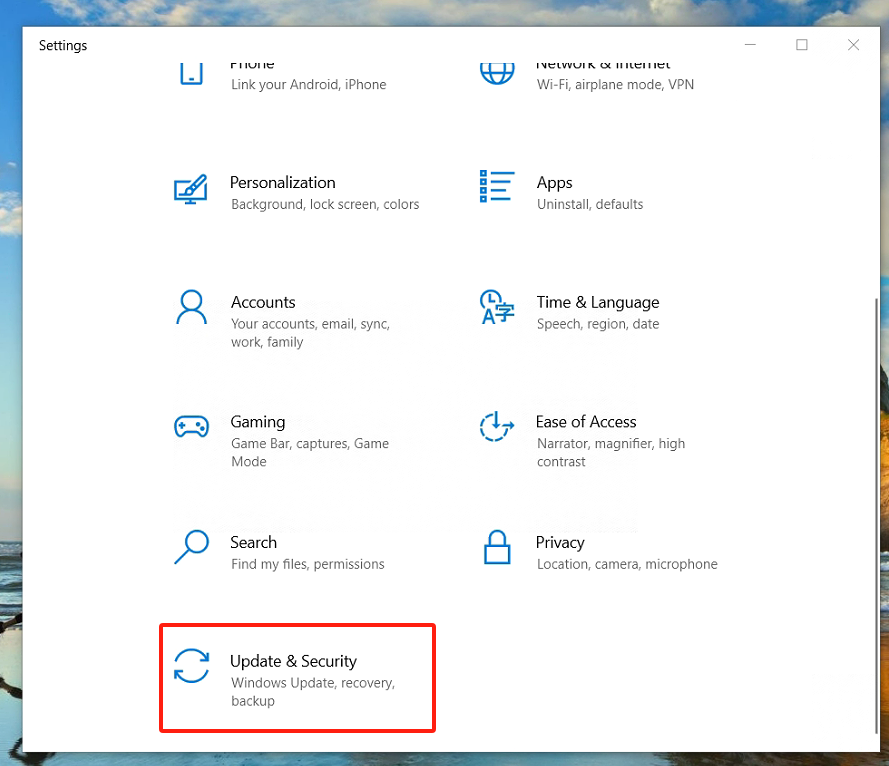 Settings
Phone
Link your Android, iPhone
Network & Internet
Wi-Fi, airplane mode, VPN
Personalization
Background, lock screen, colors
Apps
Uninstall, defaults
Accounts
Your accounts, email, sync,
work, family
Time & Language
Speech, region, date
Gaming
Game Bar, captures, Game
Mode
Ease of Access
Narrator, magnifier, high
contrast
Search
Find my files, permissions
Privacy
Location, camera, microphone
Update & Security
Windows Update, recovery,
backup